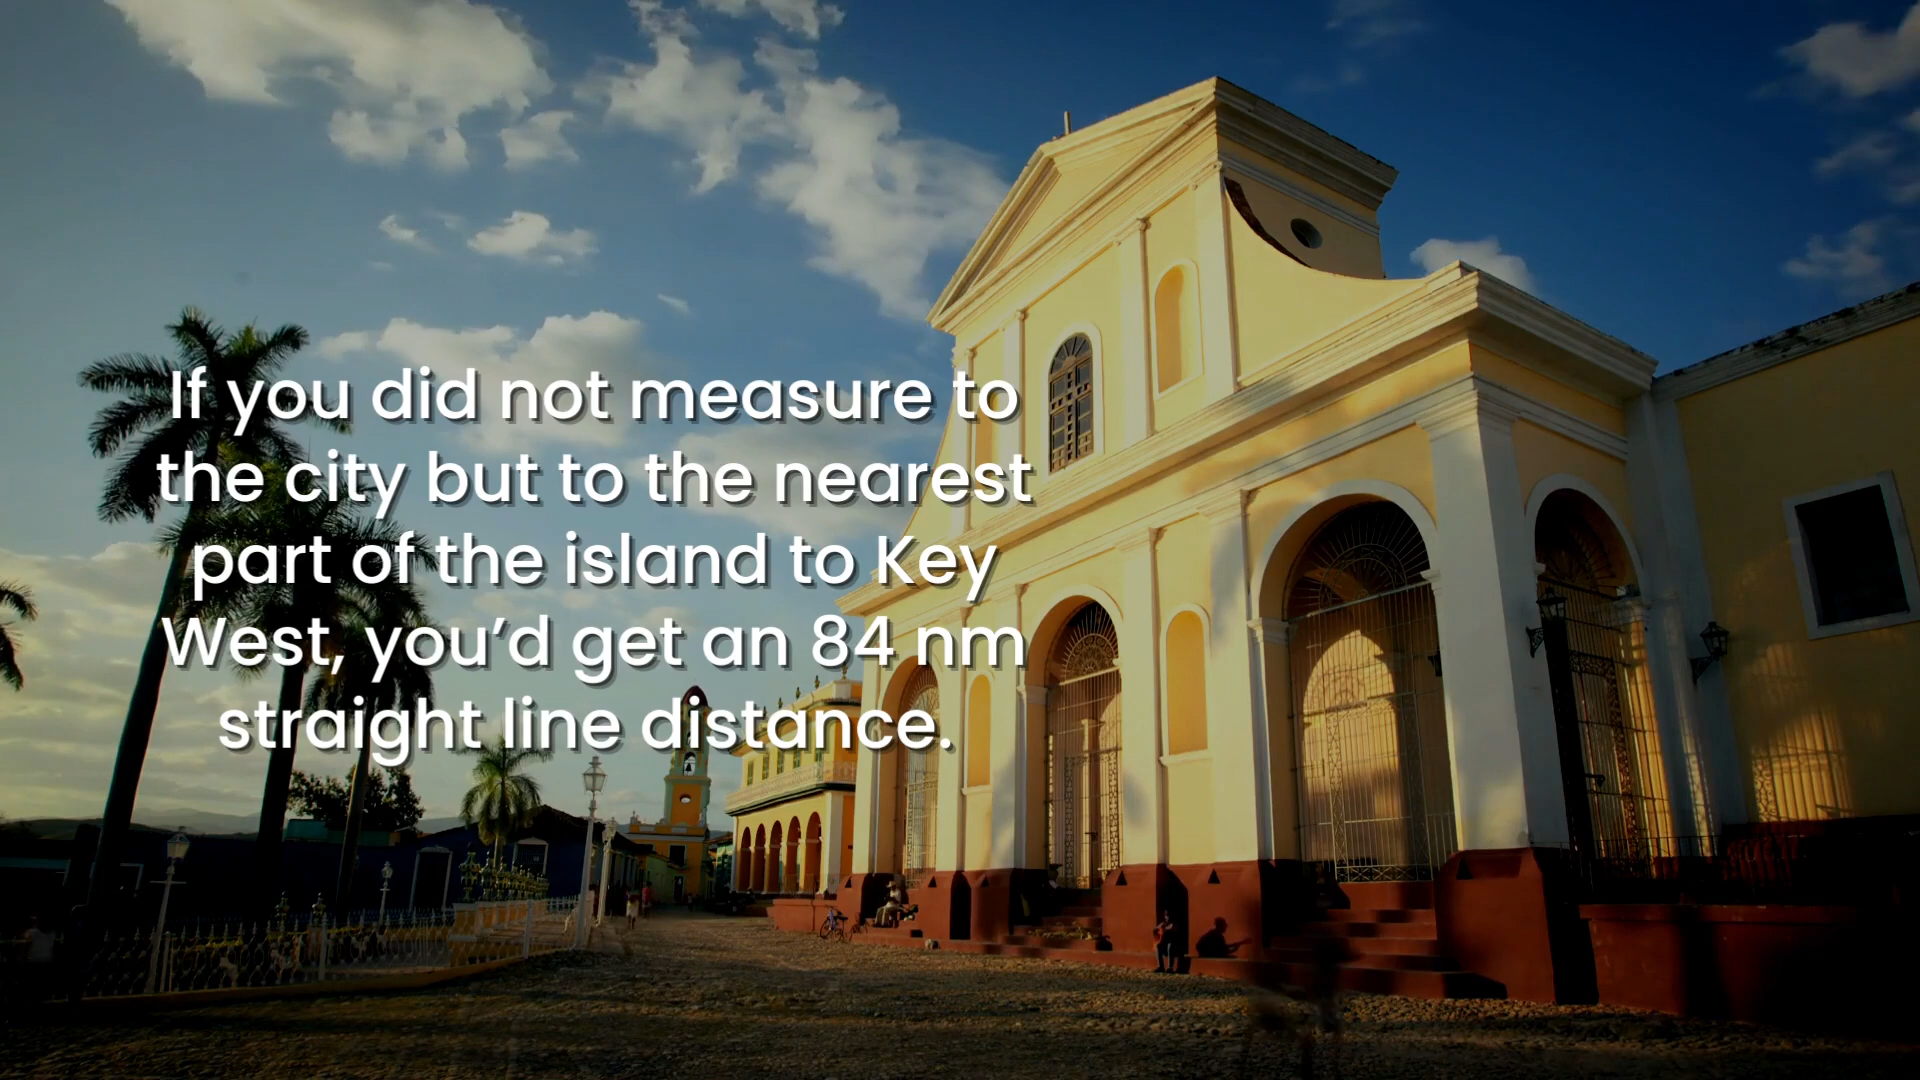 If you did not measure to
the city but to the nearest
part of the island to Key
West, you’d get an 84 nm
straight line distance.